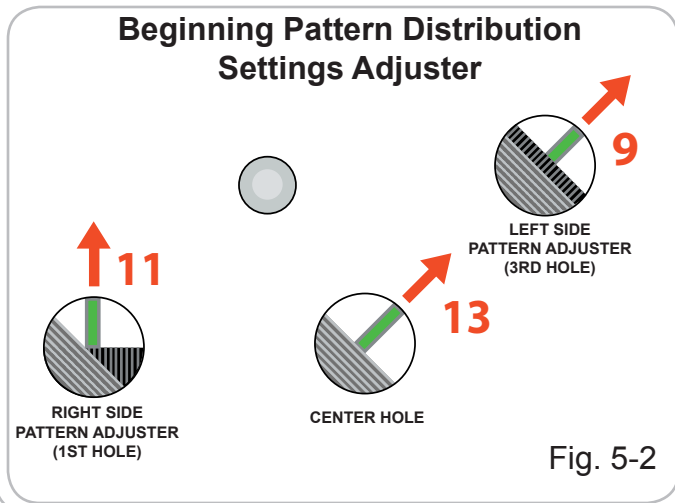 Beginning Pattern Distribution
Settings Adjuster
9
LEFT SIDE
PATTERN ADJUSTER
(3RD HOLE)
11
RIGHT SIDE
PATTERN ADJUSTER
(1ST HOLE)
13
CENTER HOLE
Fig. 5-2